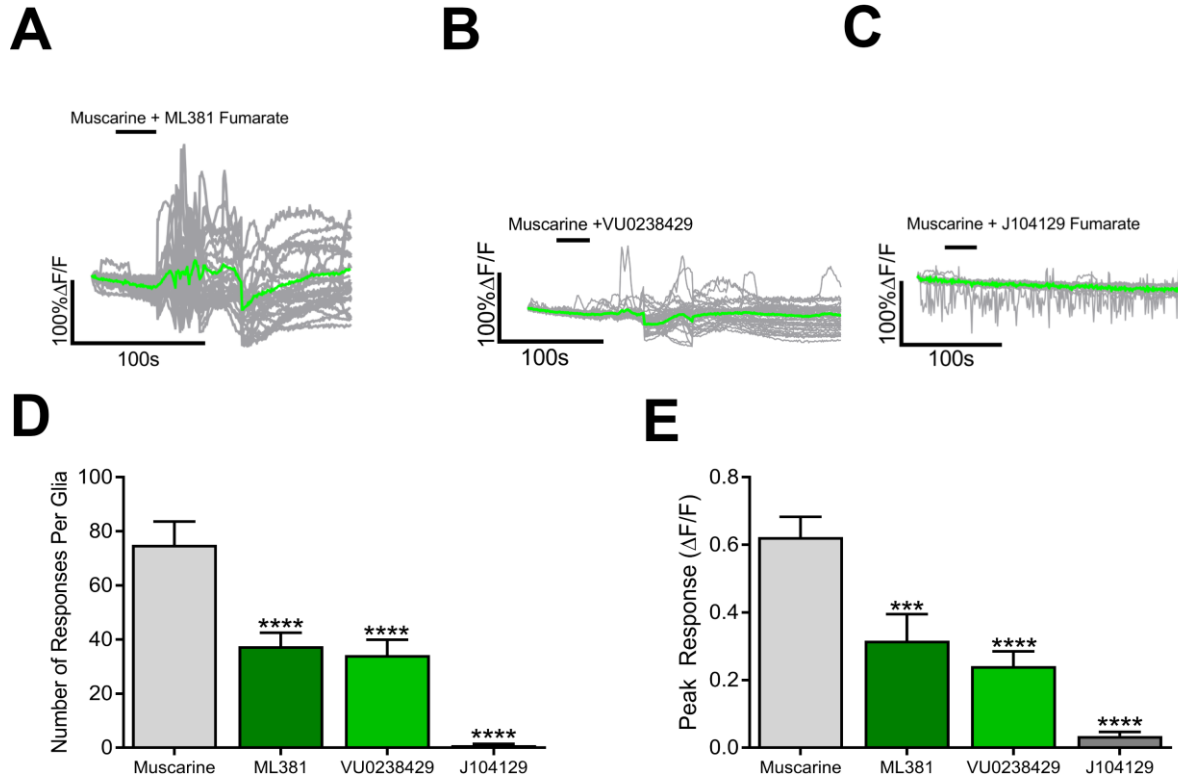 A
B
C
Muscarine + ML381 Fumarate
100%ΔF/F
100s
Muscarine +VU0238429
100%ΔF/F
100s
Muscarine + J104129 Fumarate
100%ΔF/F
100s
D
Number of Responses Per Glia
100
80
60
40
20
0
****
****
****
Muscarine
ML381
VU0238429
J104129
E
Peak Response (ΔF/F)
0.8
0.6
0.4
0.2
0.0
***
****
****
Muscarine
ML381
VU0238429
J104129